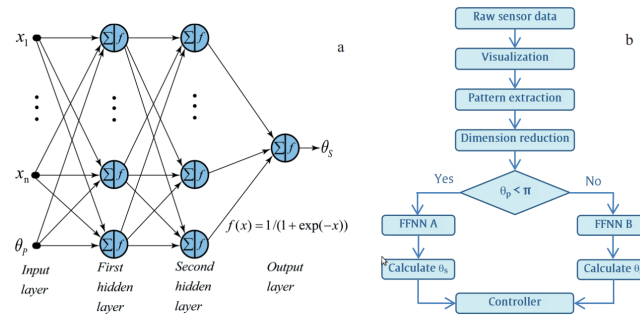 a
x1
xn
θP
Σ f
Σ f
Σ f
Σ f
Σ f
Σ f
Σ f
θS
f(x)=1/(1+exp(−x))
Input layer
First hidden layer
Second hidden layer
Output layer
b
Raw sensor data
Visualization
Pattern extraction
Dimension reduction
θp < π
Yes
No
FFNN A
FFNN B
Calculate θs
Calculate θ
Controller